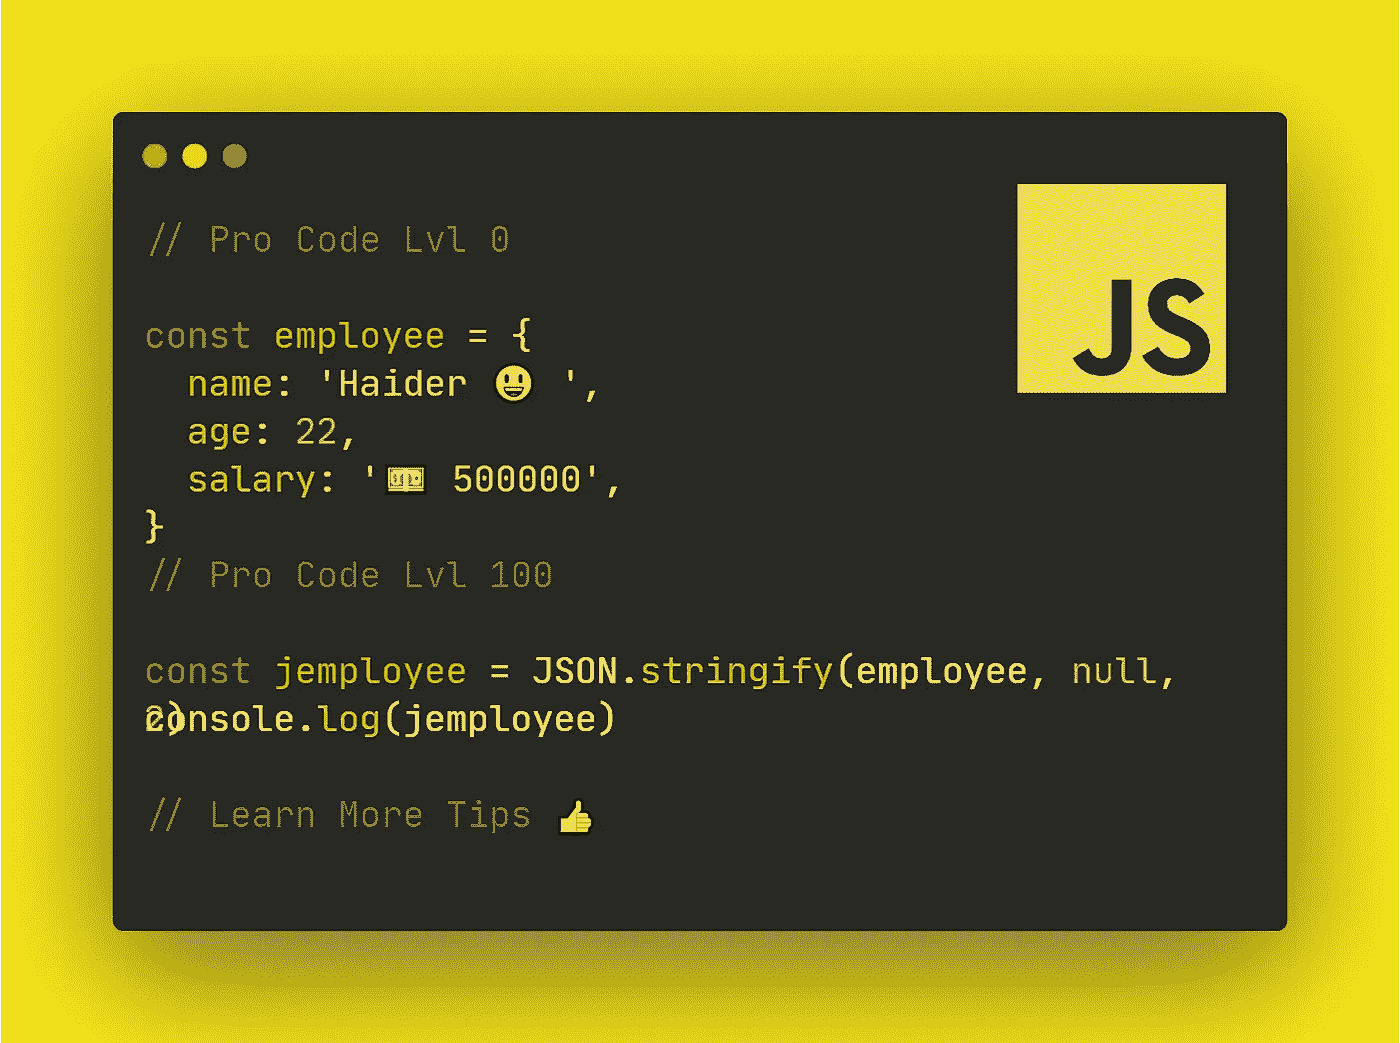 // Pro Code Lvl 0
JS
const employee = {
  name: 'Haider 😃 ',
  age: 22,
  salary: '💵 500000',
}
// Pro Code Lvl 100
const jemployee = JSON.stringify(employee, null,
2)
console.log(jemployee)
// Learn More Tips 👍